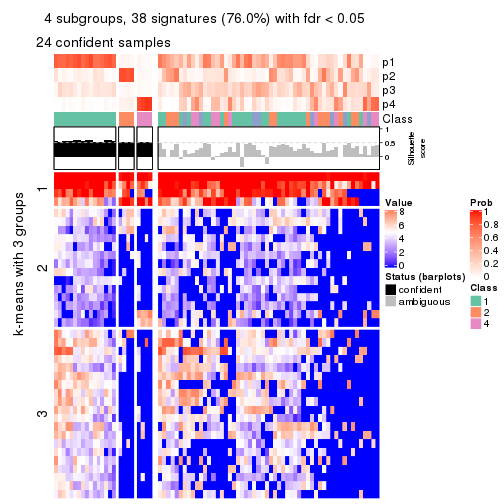 4 subgroups, 38 signatures (76.0%) with fdr < 0.05
24 confident samples
p1
p2
p3
p4
Class
1
0.5
0
Silhouette
score
k-means with 3 groups
1
2
3
Value
8
6
4
2
0
Status (barplots)
confident
ambiguous
Prob
1
0.8
0.6
0.4
0.2
0
Class
1
2
4